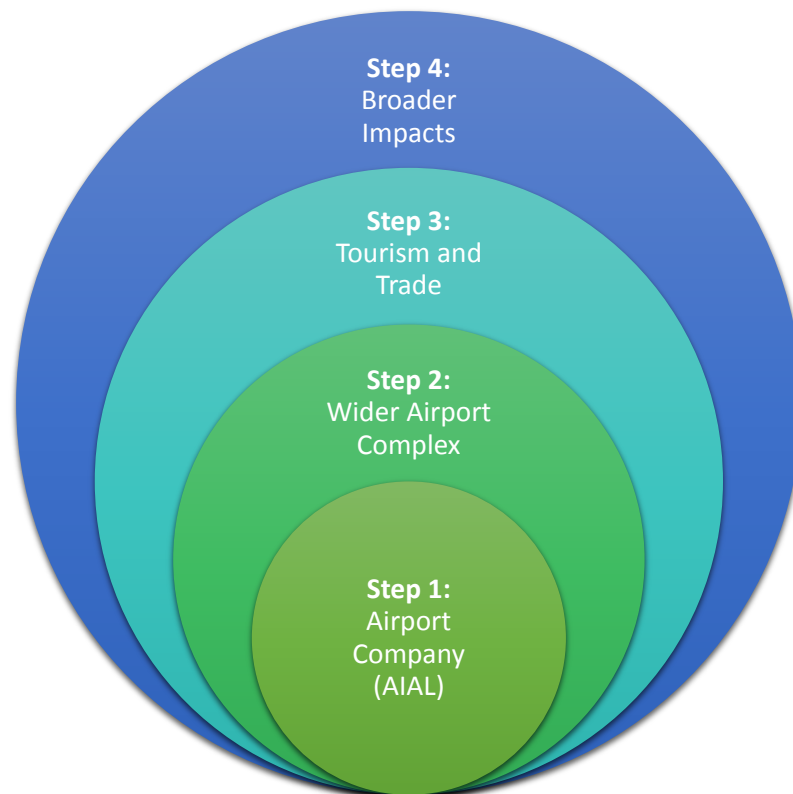 Step 4:
Broader
Impacts
Step 3:
Tourism and
Trade
Step 2:
Wider Airport
Complex
Step 1:
Airport
Company
(AIAL)